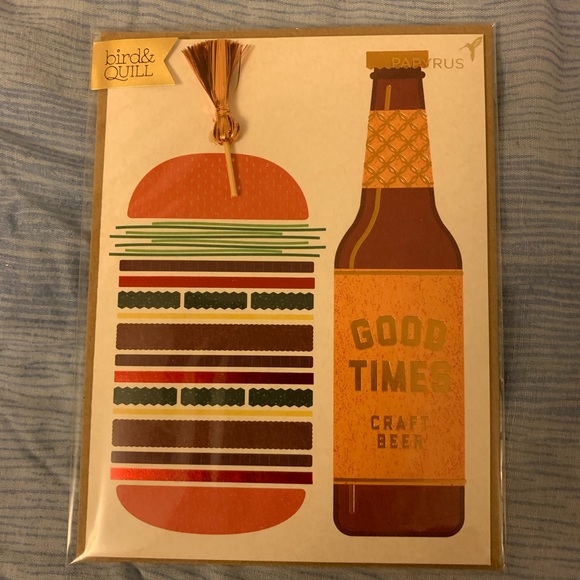 bird&
QUILL
PAPYRUS
GOOD
TIMES
CRAFT
BEER